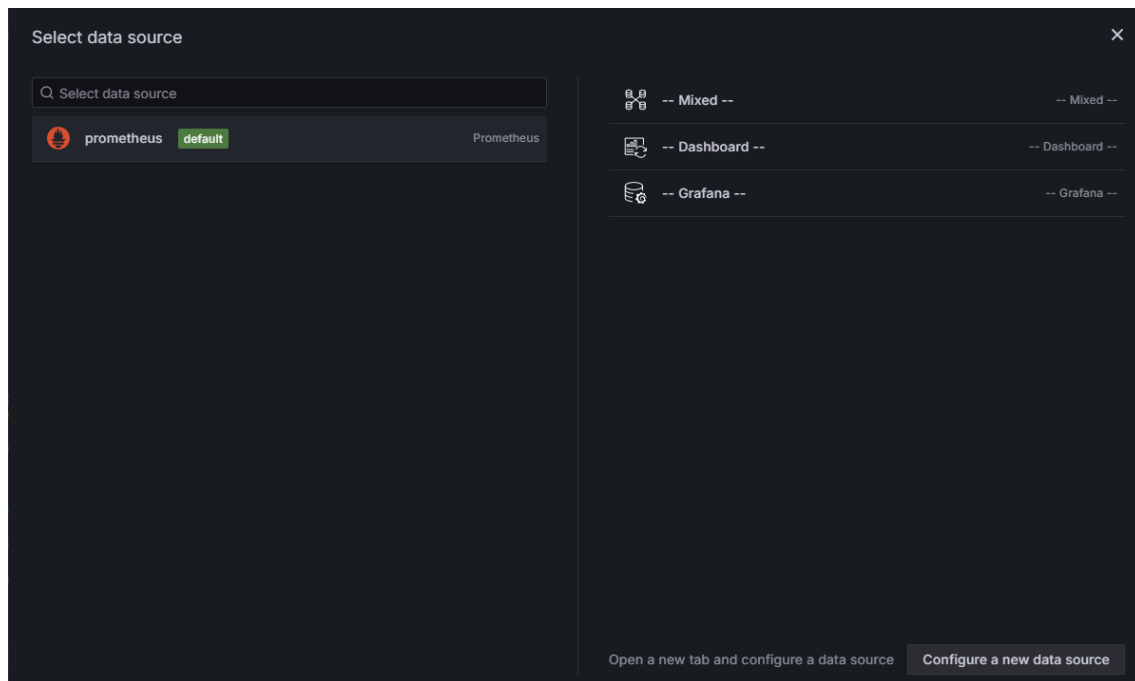 Select data source
Select data source
prometheus default Prometheus
-- Mixed -- -- Mixed --
-- Dashboard -- -- Dashboard --
-- Grafana -- -- Grafana --
Open a new tab and configure a data source Configure a new data source